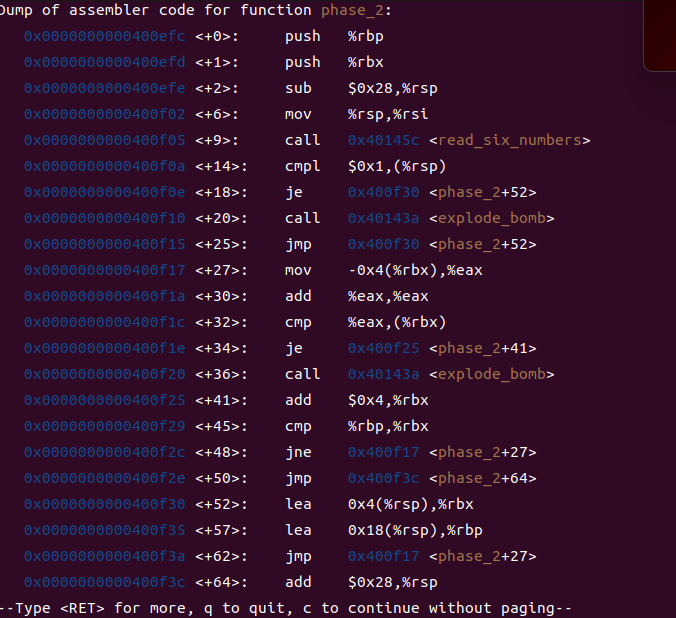 Dump of assembler code for function phase_2:
0x0000000000400efc <+0>: push %rbp
0x0000000000400efd <+1>: push %rbx
0x0000000000400efe <+2>: sub $0x28,%rsp
0x0000000000400f02 <+6>: mov %rsp,%rsi
0x0000000000400f05 <+9>: call 0x40145c <read_six_numbers>
0x0000000000400f0a <+14>: cmpl $0x1,(%rsp)
0x0000000000400f0e <+18>: je 0x400f30 <phase_2+52>
0x0000000000400f10 <+20>: call 0x40143a <explode_bomb>
0x0000000000400f15 <+25>: jmp 0x400f30 <phase_2+52>
0x0000000000400f17 <+27>: mov -0x4(%rbx),%eax
0x0000000000400f1a <+30>: add %eax,%eax
0x0000000000400f1c <+32>: cmp %eax,(%rbx)
0x0000000000400f1e <+34>: je 0x400f25 <phase_2+41>
0x0000000000400f20 <+36>: call 0x40143a <explode_bomb>
0x0000000000400f25 <+41>: add $0x4,%rbx
0x0000000000400f29 <+45>: cmp %rbp,%rbx
0x0000000000400f2c <+48>: jne 0x400f17 <phase_2+27>
0x0000000000400f2e <+50>: jmp 0x400f3c <phase_2+64>
0x0000000000400f30 <+52>: lea 0x4(%rsp),%rbx
0x0000000000400f35 <+57>: lea 0x18(%rsp),%rbp
0x0000000000400f3a <+62>: jmp 0x400f17 <phase_2+27>
0x0000000000400f3c <+64>: add $0x28,%rsp
--Type <RET> for more, q to quit, c to continue without paging--